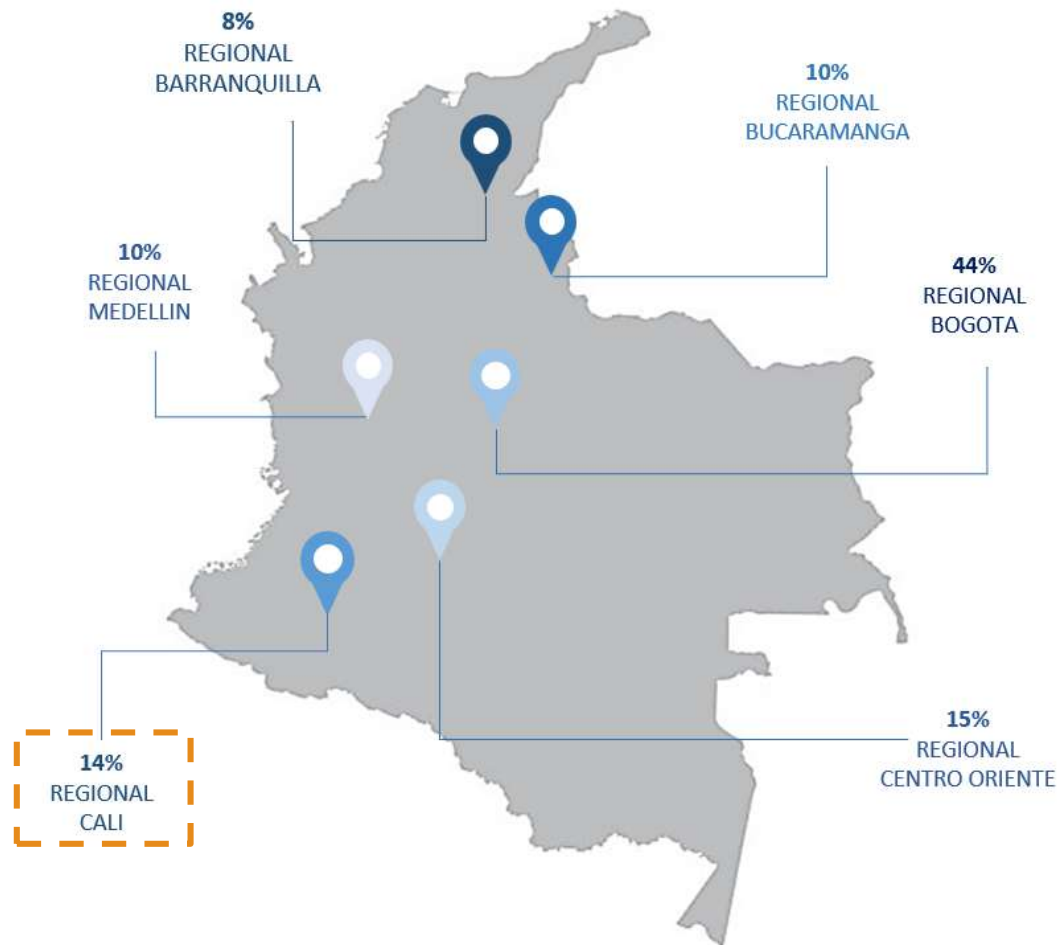 8%
REGIONAL
BARRANQUILLA
10%
REGIONAL
BUCARAMANGA
10%
REGIONAL
MEDELLIN
44%
REGIONAL
BOGOTA
14%
REGIONAL
CALI
15%
REGIONAL
CENTRO ORIENTE